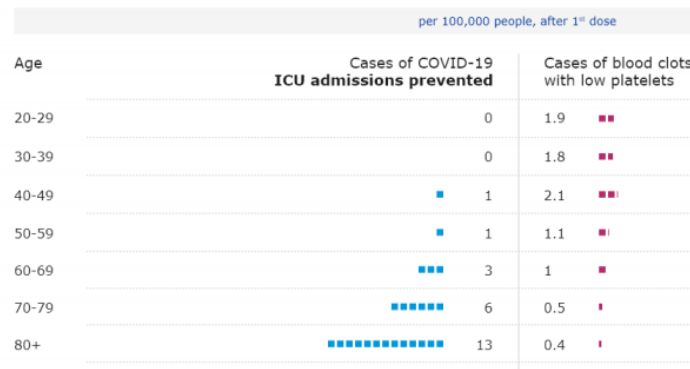 per 100,000 people, after 1st dose
Age Cases of COVID-19 ICU admissions prevented Cases of blood clots with low platelets
20-29 0 1.9
30-39 0 1.8
40-49 1 2.1
50-59 1 1.1
60-69 3 1
70-79 6 0.5
80+ 13 0.4